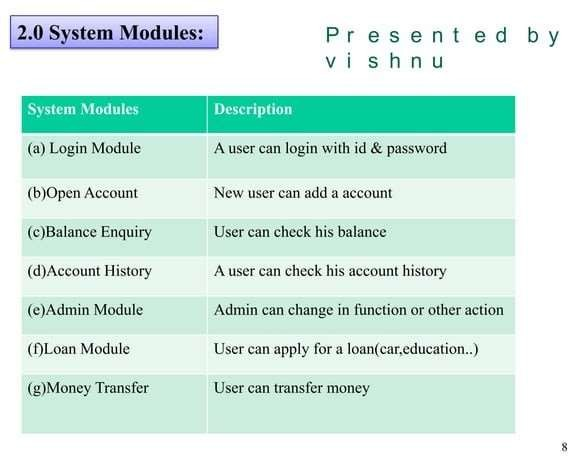 2.0 System Modules:
Presented by
vishnu
System Modules Description
(a) Login Module A user can login with id & password
(b)Open Account New user can add a account
(c)Balance Enquiry User can check his balance
(d)Account History A user can check his account history
(e)Admin Module Admin can change in function or other action
(f)Loan Module User can apply for a loan(car,education..)
(g)Money Transfer User can transfer money
8